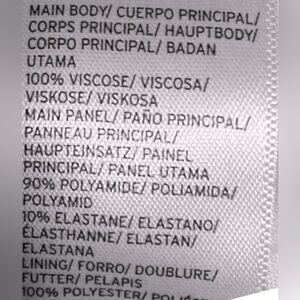 MAIN BODY/ CUERPO PRINCIPAL/
CORPS PRINCIPAL/ HAUPTBODY/
CORPO PRINCIPAL/ BADAN
UTAMA
100% VISCOSE/ VISCOSA/
VISKOSE/ VISKOSA
MAIN PANEL/ PAÑO PRINCIPAL/
PANNEAU PRINCIPAL/
HAUPTEINSATZ/ PAINEL
PRINCIPAL/ PANEL UTAMA
90% POLYAMIDE/ POLIAMIDA/
POLYAMID
10% ELASTANE/ ELASTANO/
ÉLASTHANNE/ ELASTAN/
ELASTANA
LINING/ FORRO/ DOUBLURE/
FUTTER/ PELAPIS
100% POLYESTER/